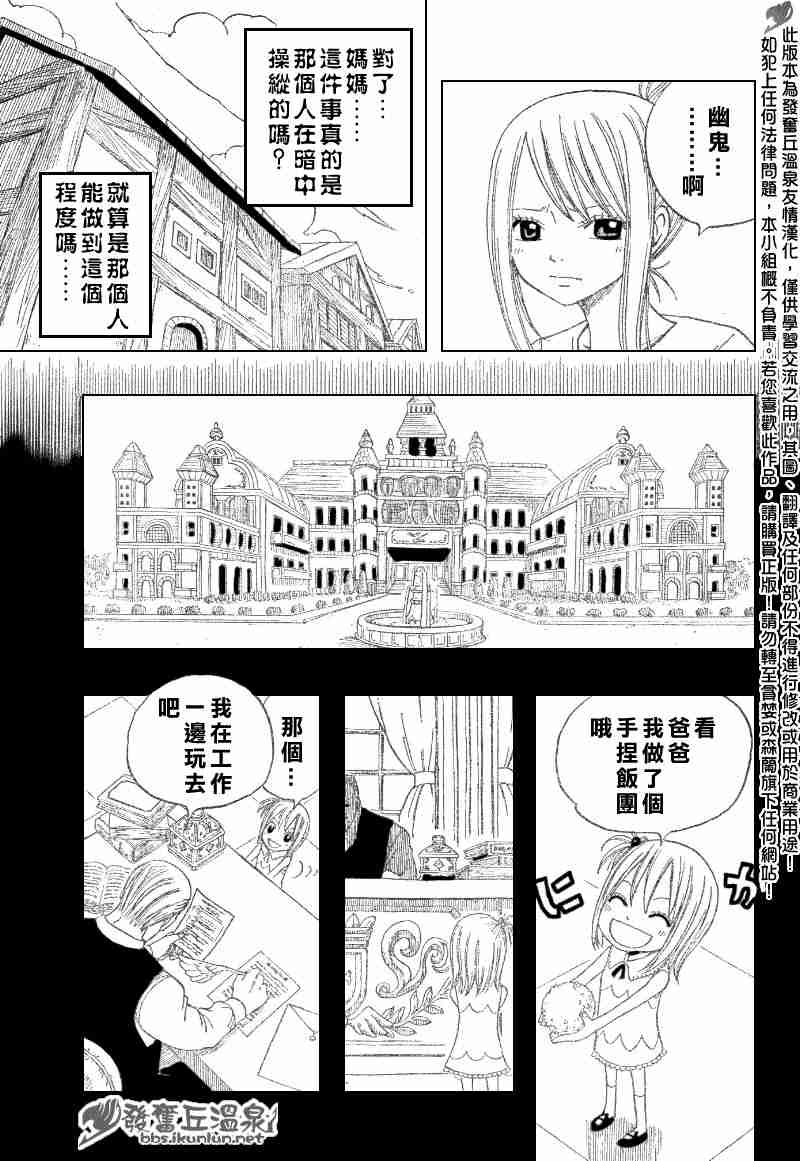 此版本為發奮丘溫泉友情漢化，僅供學習交流之用，其圖、翻譯及任何部份不得進行修改或用於商業用途！
如犯上任何法律問題，本小組概不負責。若您喜歡此作品，請購買正版！請勿轉至貪婪或森蘭旗下任何網站！
幽鬼…
………啊
對了…
媽媽……
這件事真的是
那個人在暗中
操縱的嗎？
就算是那個人
能做到這個
程度嗎……
看
爸爸
我做了個
手捏飯團
哦
にか
那個…
我在工作
一邊玩去
吧
發奮丘溫泉
bbs.ikunlun.net